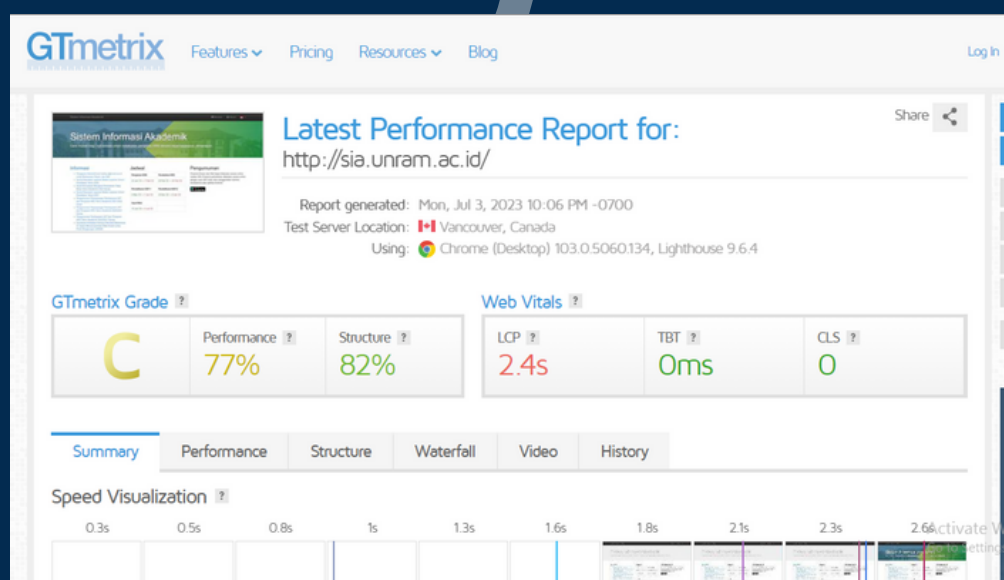 GTmetrix Features Pricing Resources Blog Log In
Share
Latest Performance Report for:
http://sia.unram.ac.id/
Sistem Informasi Akademik
Report generated: Mon, Jul 3, 2023 10:06 PM -0700
Test Server Location: Vancouver, Canada
Using: Chrome (Desktop) 103.0.5060.134, Lighthouse 9.6.4
GTmetrix Grade ? Web Vitals ?
C
Performance ? Structure ? LCP ? TBT ? CLS ?
77% 82% 2.4s 0ms 0
Summary Performance Structure Waterfall Video History
Speed Visualization ?
0.3s 0.5s 0.8s 1s 1.3s 1.6s 1.8s 2.1s 2.3s 2.6s
Activate